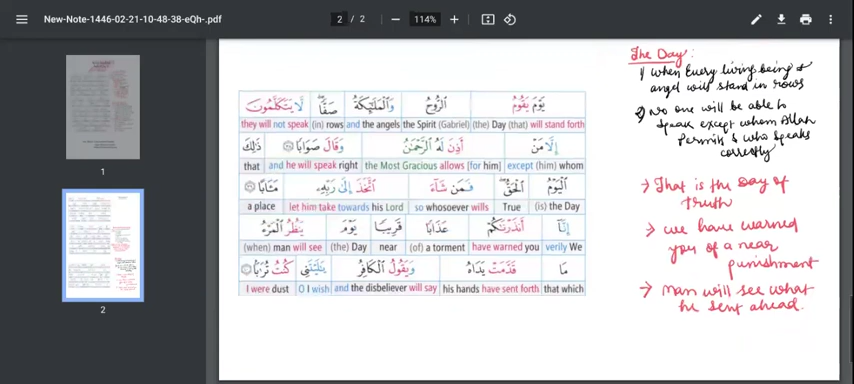 New-Note-1446-02-21-10-48-38-eQh-.pdf
2 / 2
114%
1
2
يَوْمَ يَقُومُ الرُّوحُ وَالْمَلَٰٓئِكَةُ صَفًّا لَّا يَتَكَلَّمُونَ
they will not speak (in) rows and the angels the Spirit (Gabriel) (the) Day (that) will stand forth
إِلَّا مَنْ أَذِنَ لَهُ الرَّحْمَٰنُ وَقَالَ صَوَابًا ذَٰلِكَ
that and he will speak right the Most Gracious allows [for him] except (him) whom
الْيَوْمُ الْحَقُّ فَمَن شَآءَ اتَّخَذَ إِلَىٰ رَبِّهِۦ مَـَٔابًا
a place let him take towards his Lord so whosoever wills True (is) the Day
إِنَّآ أَنذَرْنَٰكُمْ عَذَابًا قَرِيبًا يَوْمَ يَنظُرُ الْمَرْءُ
(when) man will see (the) Day near (of) a torment have warned you verily We
مَا قَدَّمَتْ يَدَاهُ وَيَقُولُ الْكَافِرُ يَٰلَيْتَنِى كُنتُ تُرَٰبًۢا
I were dust O I wish and the disbeliever will say his hands have sent forth that which
The Day:
1) when Every living being &
angel will stand in rows
2) No one will be able to
speak except whom Allah
permits & who speaks
correctly
→ That is the Day of
truth
→ we have warned
you of a near
punishment
→ man will see what
he sent ahead.